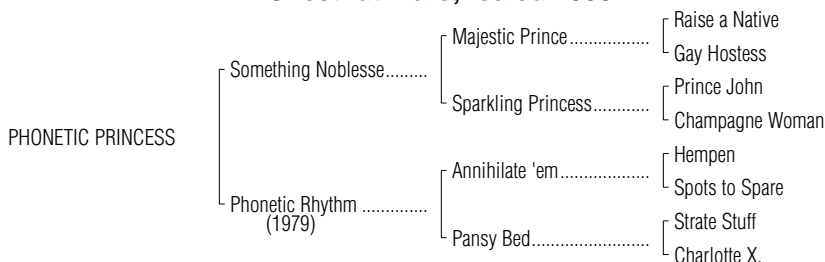 Raise a Native
Majestic Prince
Gay Hostess
Something Noblesse
Prince John
Sparkling Princess
Champagne Woman
PHONETIC PRINCESS
Hempen
Annihilate 'em
Spots to Spare
Phonetic Rhythm
(1979)
Strate Stuff
Pansy Bed
Charlotte X.